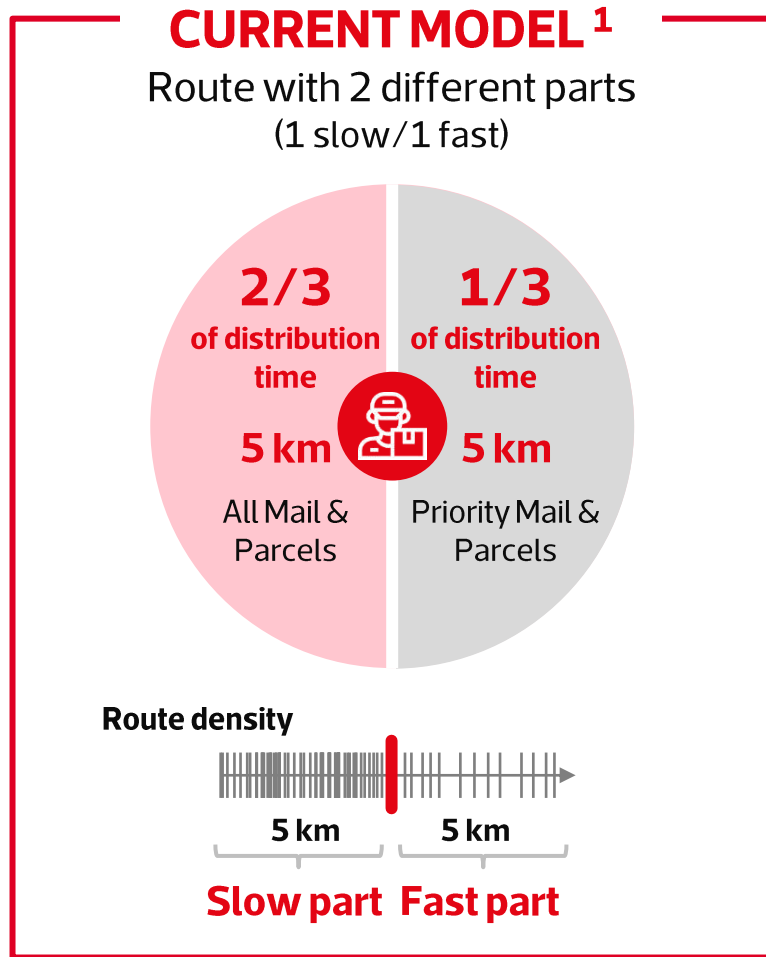 CURRENT MODEL 1
Route with 2 different parts
(1 slow/1 fast)
2/3
of distribution
time
5 km
All Mail &
Parcels
1/3
of distribution
time
5 km
Priority Mail &
Parcels
Route density
5 km
5 km
Slow part
Fast part